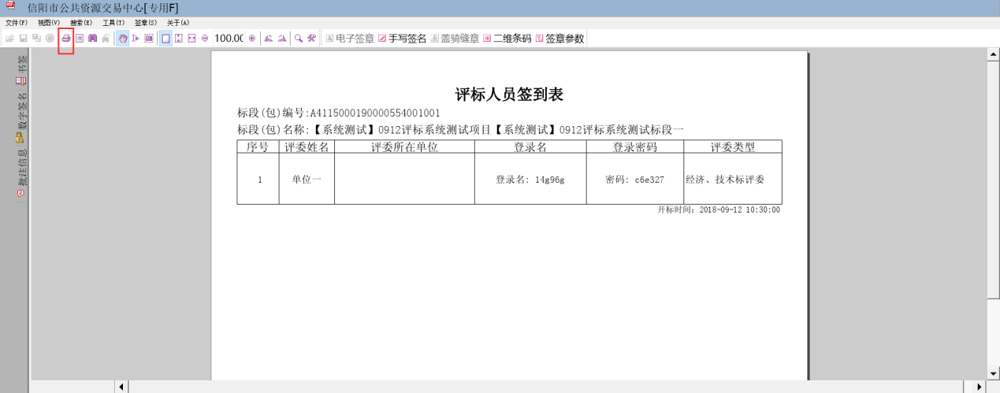 信阳市公共资源交易中心[专用F]
文件(F) 视图(V) 搜索(E) 工具(T) 签章(S) 关于(A)
100.00 电子签章 手写签名 盖骑缝章 二维条码 签章参数
书签
数字签名
批注信息
评标人员签到表
标段(包)编号:A4115000190000554001001
标段(包)名称:【系统测试】0912评标系统测试项目【系统测试】0912评标系统测试标段一
序号 评委姓名 评委所在单位 登录名 登录密码 评委类型
1 单位一 登录名: 14g96g 密码: c6e327 经济、技术标评委
开标时间: 2018-09-12 10:30:00